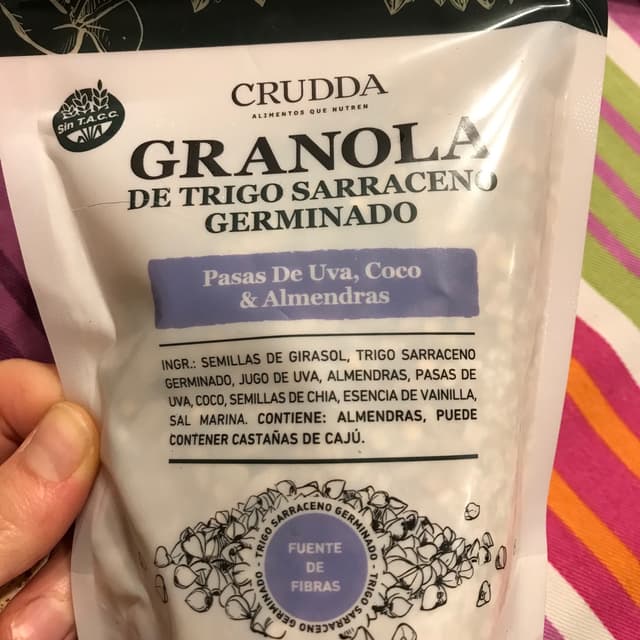 CRUDDA
ALIMENTOS QUE NUTREN
Sin T.A.C.C.
GRANOLA
DE TRIGO SARRACENO
GERMINADO
Pasas De Uva, Coco
& Almendras
INGR.: SEMILLAS DE GIRASOL, TRIGO SARRACENO
GERMINADO, JUGO DE UVA, ALMENDRAS, PASAS DE
UVA, COCO, SEMILLAS DE CHIA, ESENCIA DE VAINILLA,
SAL MARINA. CONTIENE: ALMENDRAS, PUEDE
CONTENER CASTAÑAS DE CAJÚ.
TRIGO SARRACENO GERMINADO • TRIGO SARRACENO GERMINADO •
FUENTE
DE
FIBRAS